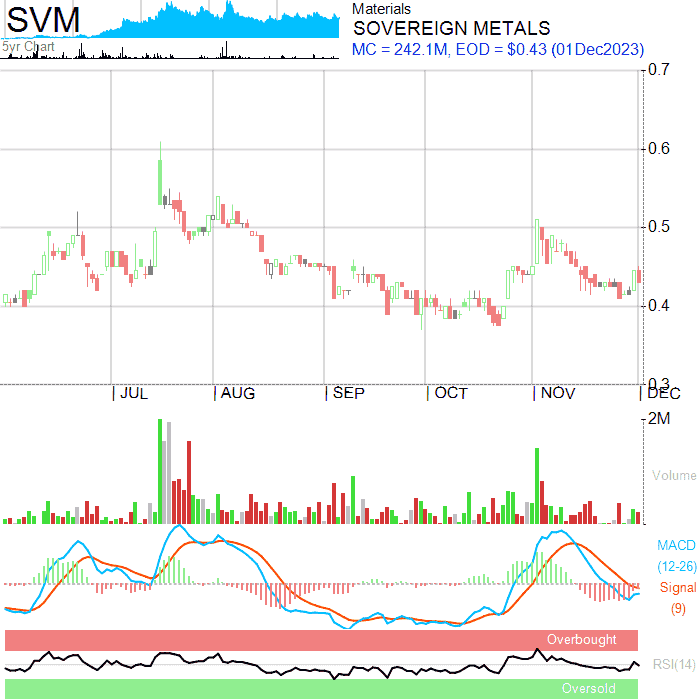 SVM
5yr Chart
Materials
SOVEREIGN METALS
MC = 242.1M, EOD = $0.43 (01Dec2023)
0.7
0.6
0.5
0.4
0.3
JUL AUG SEP OCT NOV DEC
2M
Volume
MACD
(12-26)
Signal
(9)
Overbought
RSI(14)
Oversold